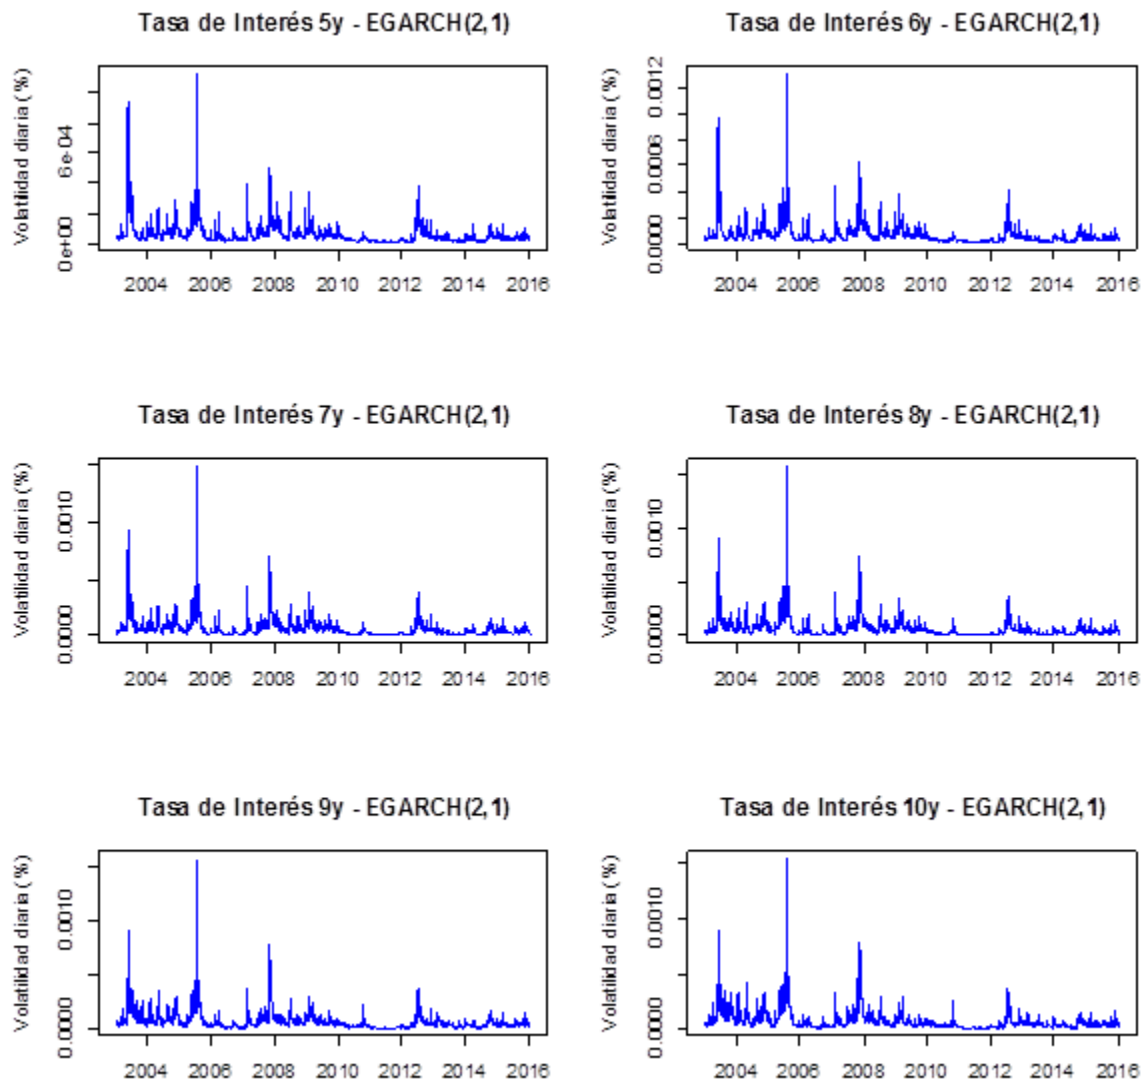 Tasa de Interés 5y - EGARCH(2,1)
Volatilidad diaria (%)
0e+00 6e-04
2004 2006 2008 2010 2012 2014 2016
Tasa de Interés 6y - EGARCH(2,1)
Volatilidad diaria (%)
0.0000 0.0006 0.0012
2004 2006 2008 2010 2012 2014 2016
Tasa de Interés 7y - EGARCH(2,1)
Volatilidad diaria (%)
0.0000 0.0010
2004 2006 2008 2010 2012 2014 2016
Tasa de Interés 8y - EGARCH(2,1)
Volatilidad diaria (%)
0.0000 0.0010
2004 2006 2008 2010 2012 2014 2016
Tasa de Interés 9y - EGARCH(2,1)
Volatilidad diaria (%)
0.0000 0.0010
2004 2006 2008 2010 2012 2014 2016
Tasa de Interés 10y - EGARCH(2,1)
Volatilidad diaria (%)
0.0000 0.0010
2004 2006 2008 2010 2012 2014 2016